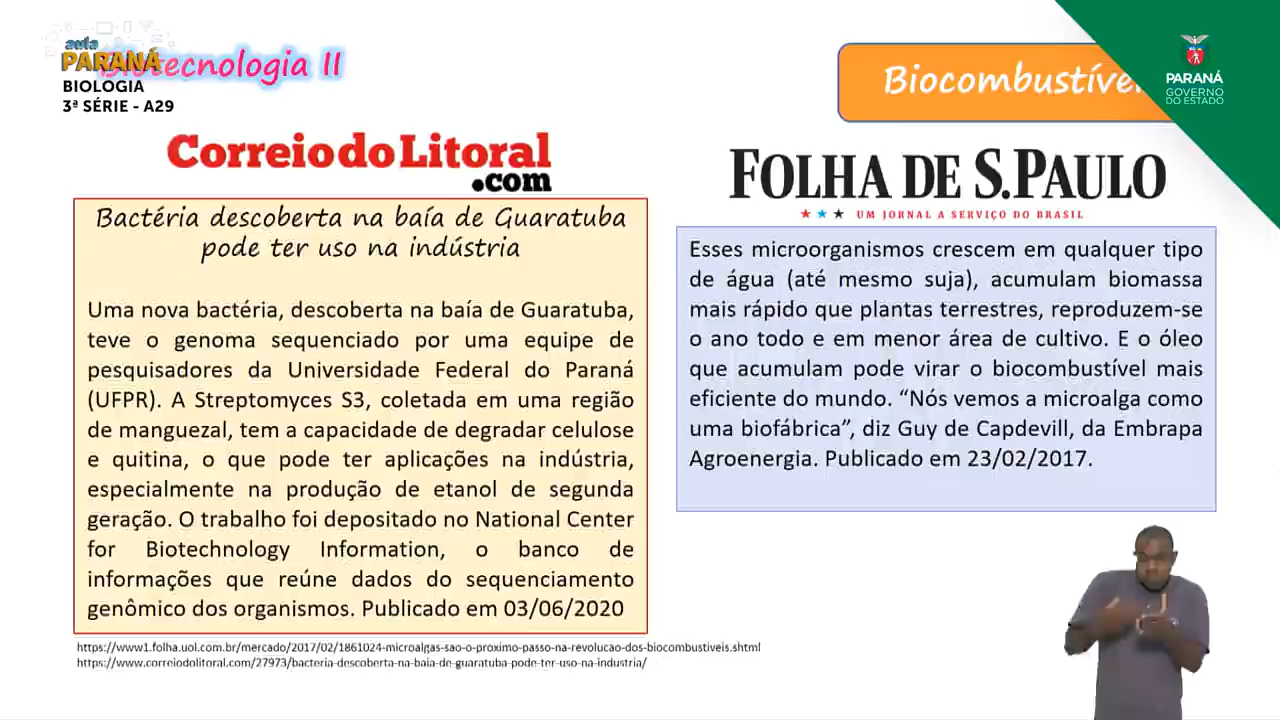 aula
PARANÁ
BIOLOGIA
3ª SÉRIE - A29
Biotecnologia II
Biocombustíveis
PARANÁ
GOVERNO
DO ESTADO
CorreiodoLitoral
.com
Bactéria descoberta na baía de Guaratuba
pode ter uso na indústria
Uma nova bactéria, descoberta na baía de Guaratuba,
teve o genoma sequenciado por uma equipe de
pesquisadores da Universidade Federal do Paraná
(UFPR). A Streptomyces S3, coletada em uma região
de manguezal, tem a capacidade de degradar celulose
e quitina, o que pode ter aplicações na indústria,
especialmente na produção de etanol de segunda
geração. O trabalho foi depositado no National Center
for Biotechnology Information, o banco de
informações que reúne dados do sequenciamento
genômico dos organismos. Publicado em 03/06/2020
FOLHA DE S.PAULO
UM JORNAL A SERVIÇO DO BRASIL
Esses microorganismos crescem em qualquer tipo
de água (até mesmo suja), acumulam biomassa
mais rápido que plantas terrestres, reproduzem-se
o ano todo e em menor área de cultivo. E o óleo
que acumulam pode virar o biocombustível mais
eficiente do mundo. “Nós vemos a microalga como
uma biofábrica”, diz Guy de Capdevill, da Embrapa
Agroenergia. Publicado em 23/02/2017.
https://www1.folha.uol.com.br/mercado/2017/02/1861024-microalgas-sao-o-proximo-passo-na-revolucao-dos-biocombustiveis.shtml
https://www.correiodolitoral.com/27973/bacteria-descoberta-na-baia-de-guaratuba-pode-ter-uso-na-industria/